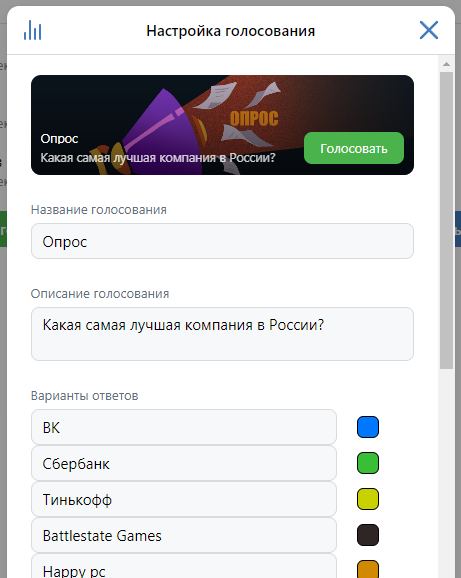 Настройка голосования
ОПРОС
Опрос
Какая самая лучшая компания в России?
Голосовать
Название голосования
Опрос
Описание голосования
Какая самая лучшая компания в России?
Варианты ответов
ВК
Сбербанк
Тинькофф
Battlestate Games
Happy pc